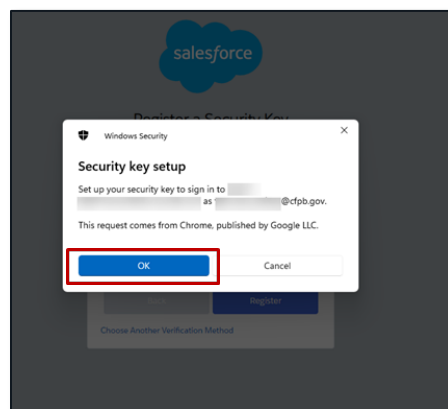 salesforce
Register a Security Key
Windows Security
Security key setup
Set up your security key to sign in to
as @cfpb.gov.
This request comes from Chrome, published by Google LLC.
OK
Cancel
Back
Register
Choose Another Verification Method